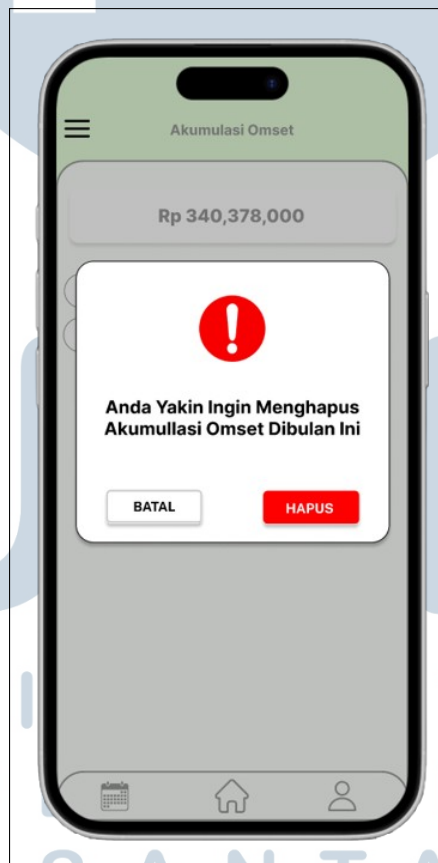 Akumulasi Omset
Rp 340,378,000
Anda Yakin Ingin Menghapus
Akumullasi Omset Dibulan Ini
BATAL
HAPUS
S A N T A